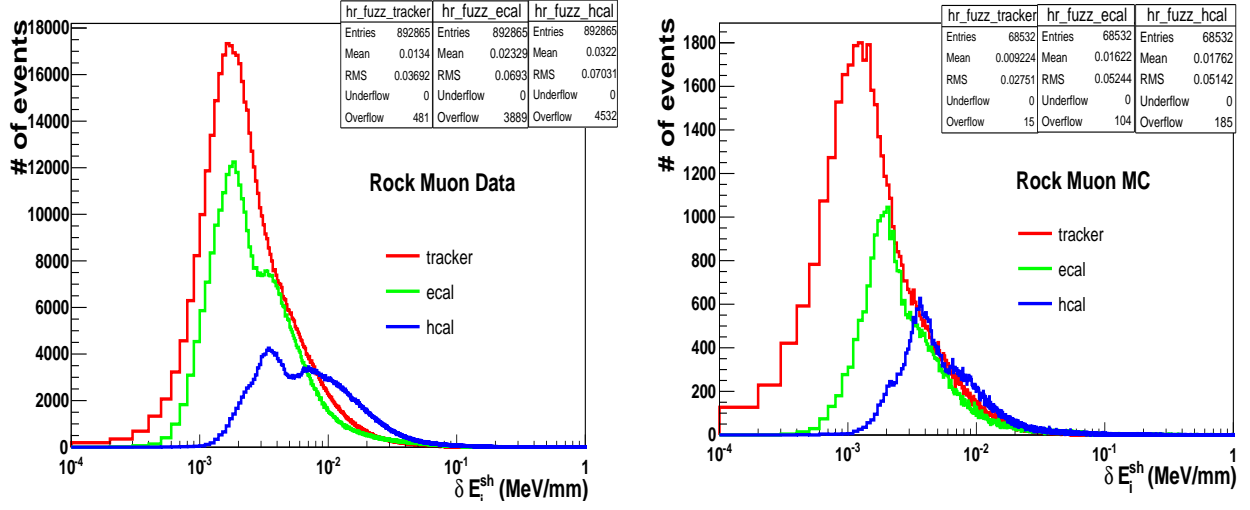 hr_fuzz_tracker hr_fuzz_ecal hr_fuzz_hcal
Entries 892865 Entries 892865 Entries 892865
Mean 0.0134 Mean 0.02329 Mean 0.0322
RMS 0.03692 RMS 0.0693 RMS 0.07031
Underflow 0 Underflow 0 Underflow 0
Overflow 481 Overflow 3889 Overflow 4532
# of events
18000
16000
14000
12000
10000
8000
6000
4000
2000
0
Rock Muon Data
tracker
ecal
hcal
10^-4 10^-3 10^-2 10^-1 1
δ E_i^sh (MeV/mm)
hr_fuzz_tracker hr_fuzz_ecal hr_fuzz_hcal
Entries 68532 Entries 68532 Entries 68532
Mean 0.009224 Mean 0.01622 Mean 0.01762
RMS 0.02751 RMS 0.05244 RMS 0.05142
Underflow 0 Underflow 0 Underflow 0
Overflow 15 Overflow 104 Overflow 185
# of events
1800
1600
1400
1200
1000
800
600
400
200
0
Rock Muon MC
tracker
ecal
hcal
10^-4 10^-3 10^-2 10^-1 1
δ E_i^sh (MeV/mm)